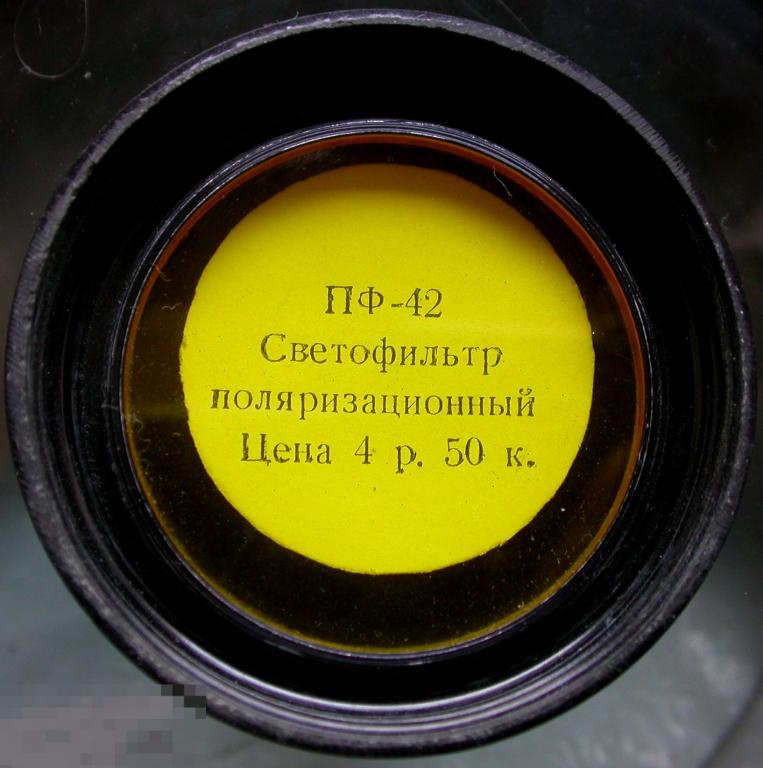 ПФ-42
Светофильтр
поляризационный
Цена 4 р. 50 к.